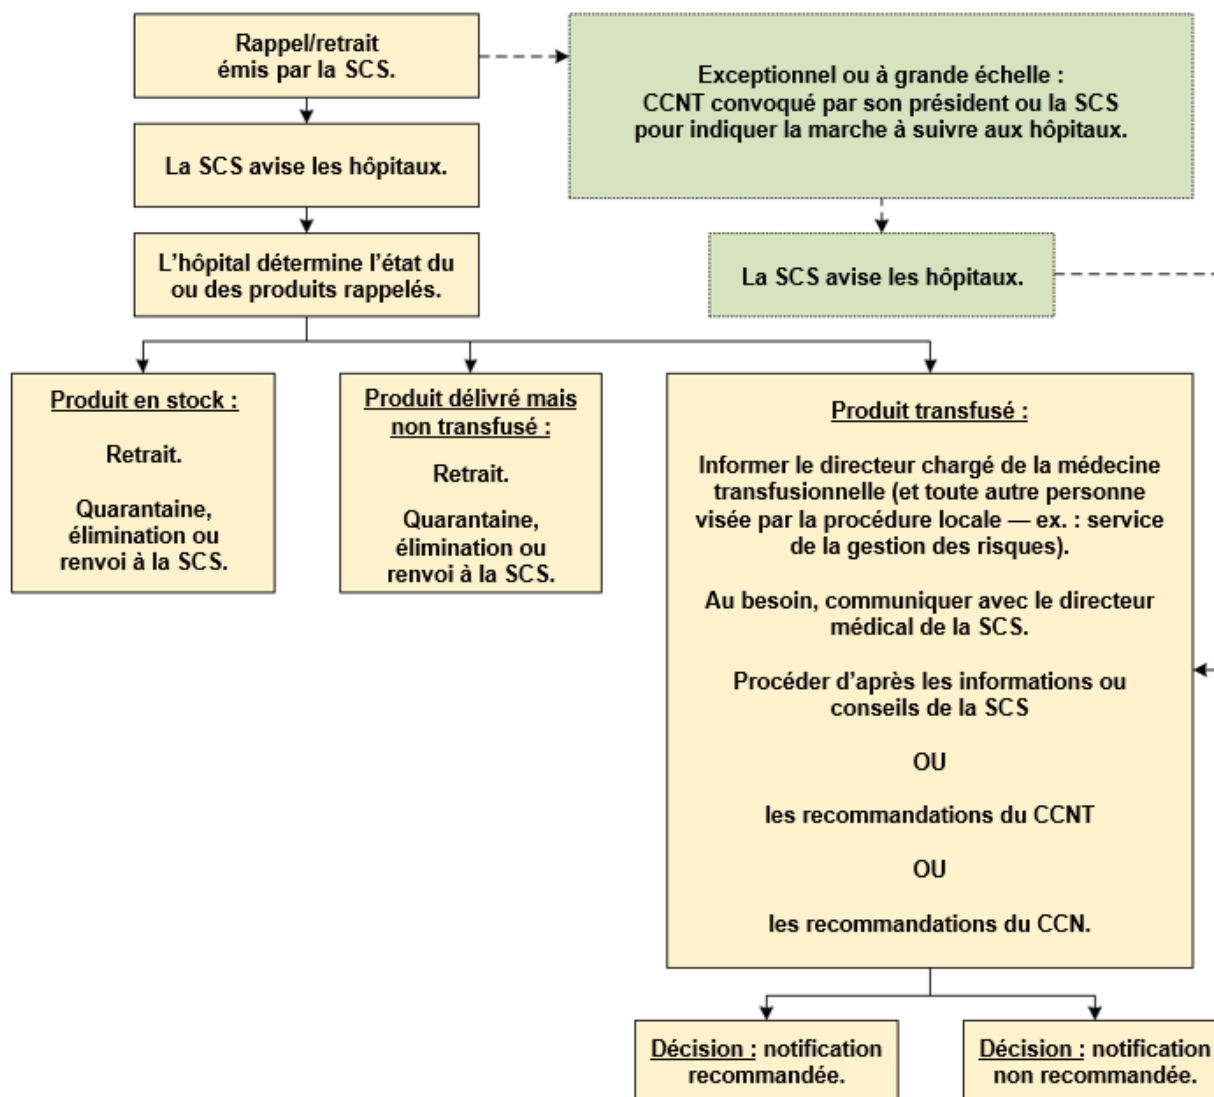 Rappel/retrait
émis par la SCS.
Exceptionnel ou à grande échelle :
CCNT convoqué par son président ou la SCS
pour indiquer la marche à suivre aux hôpitaux.
La SCS avise les hôpitaux.
La SCS avise les hôpitaux.
L'hôpital détermine l'état du
ou des produits rappelés.
Produit en stock :
Retrait.
Quarantaine,
élimination ou
renvoi à la SCS.
Produit délivré mais
non transfusé :
Retrait.
Quarantaine,
élimination ou
renvoi à la SCS.
Produit transfusé :
Informer le directeur chargé de la médecine
transfusionnelle (et toute autre personne
visée par la procédure locale — ex. : service
de la gestion des risques).
Au besoin, communiquer avec le directeur
médical de la SCS.
Procéder d'après les informations ou
conseils de la SCS
OU
les recommandations du CCNT
OU
les recommandations du CCN.
Décision : notification
recommandée.
Décision : notification
non recommandée.